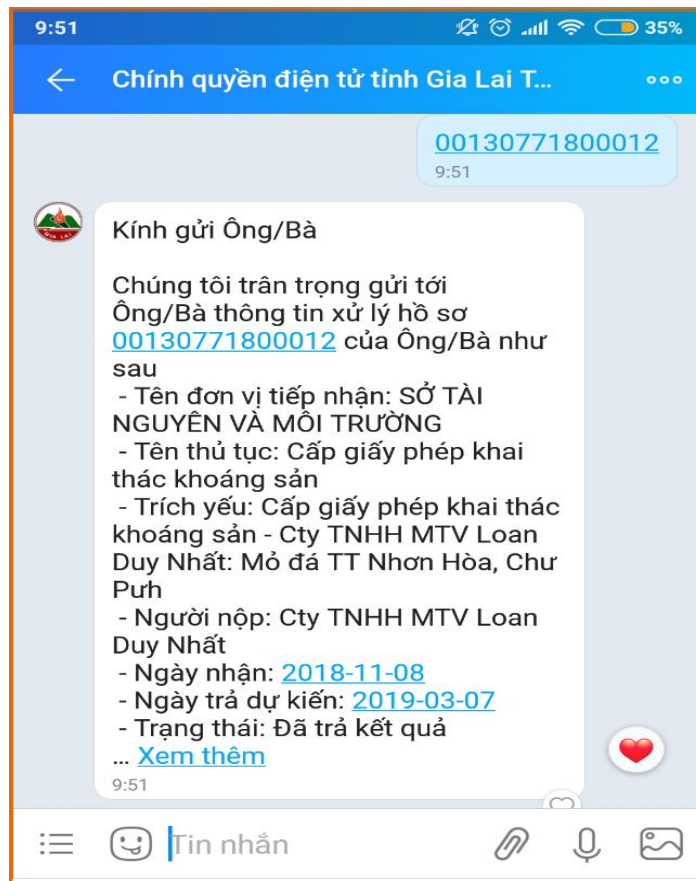 9:51
35%
Chính quyền điện tử tỉnh Gia Lai T...
00130771800012
9:51
GIA LAI
Kính gửi Ông/Bà
Chúng tôi trân trọng gửi tới
Ông/Bà thông tin xử lý hồ sơ
00130771800012 của Ông/Bà như
sau
- Tên đơn vị tiếp nhận: SỞ TÀI
NGUYÊN VÀ MÔI TRƯỜNG
- Tên thủ tục: Cấp giấy phép khai
thác khoáng sản
- Trích yếu: Cấp giấy phép khai thác
khoáng sản - Cty TNHH MTV Loan
Duy Nhất: Mỏ đá TT Nhơn Hòa, Chư
Pưh
- Người nộp: Cty TNHH MTV Loan
Duy Nhất
- Ngày nhận: 2018-11-08
- Ngày trả dự kiến: 2019-03-07
- Trạng thái: Đã trả kết quả
... Xem thêm
9:51
Tin nhắn